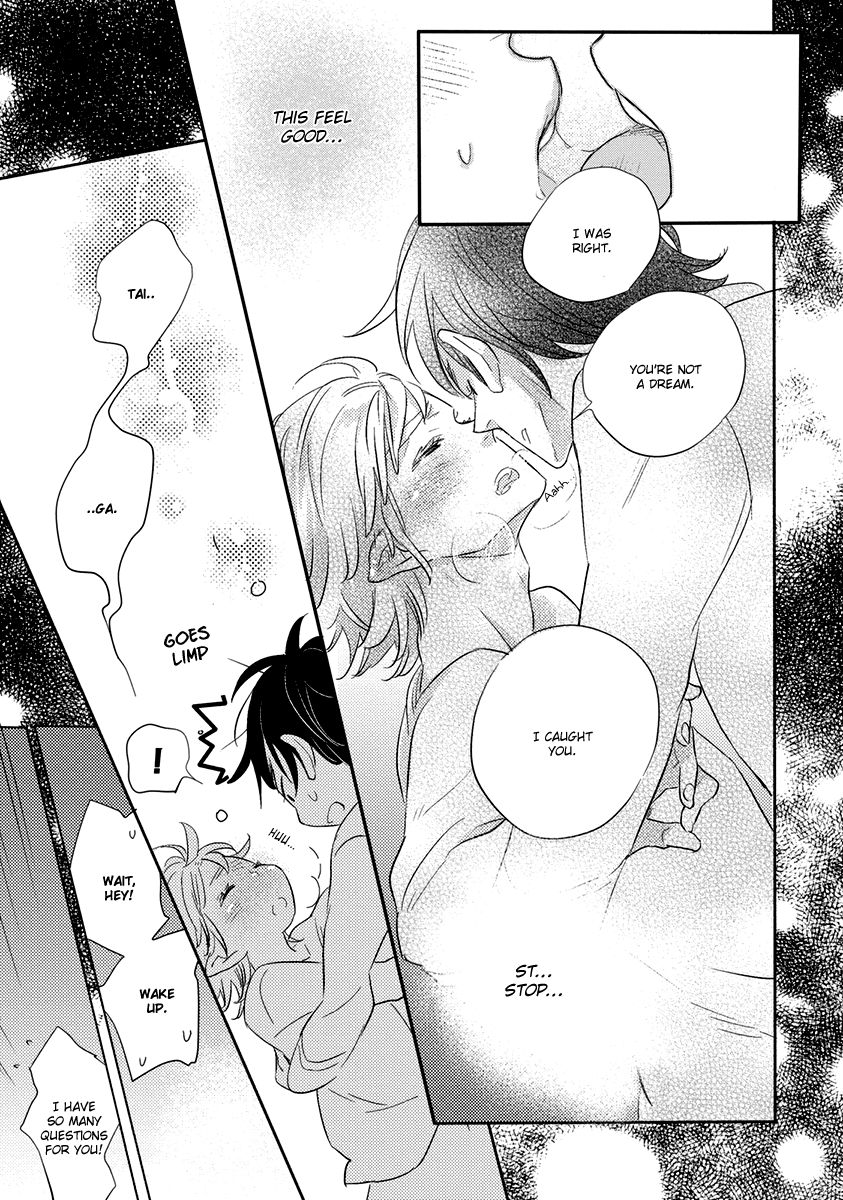 I WAS
RIGHT.
YOU'RE NOT
A DREAM.
THIS FEEL
GOOD...
Aahh
I CAUGHT
YOU.
ST...
STOP...
TAI..
..GA.
GOES
LIMP
!
HUU...
WAIT,
HEY!
WAKE
UP.
I HAVE
SO MANY
QUESTIONS
FOR YOU!